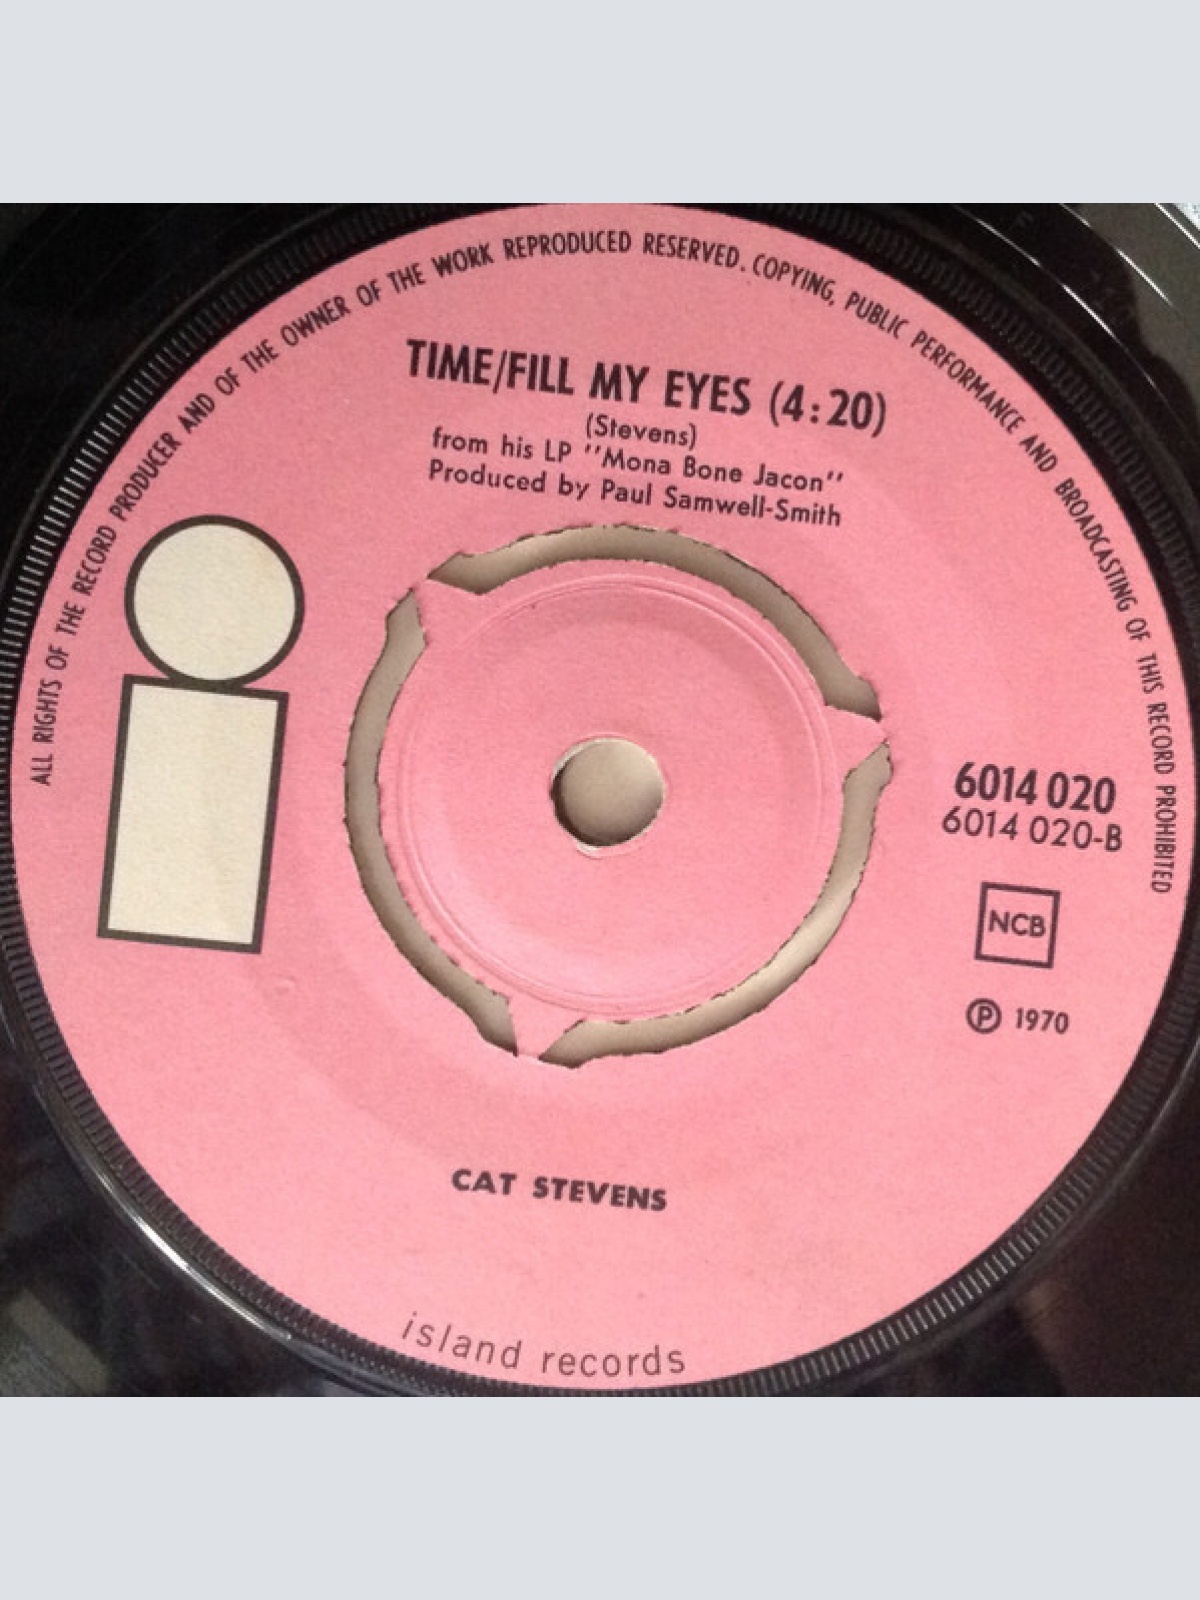 ALL RIGHTS OF THE RECORD PRODUCER AND OF THE OWNER OF THE WORK REPRODUCED RESERVED. COPYING, PUBLIC PERFORMANCE AND BROADCASTING OF THIS RECORD PROHIBITED
TIME/FILL MY EYES (4:20)
(Stevens)
from his LP "Mona Bone Jacon"
Produced by Paul Samwell-Smith
i
6014 020
6014 020-B
NCB
Ⓟ 1970
CAT STEVENS
island records